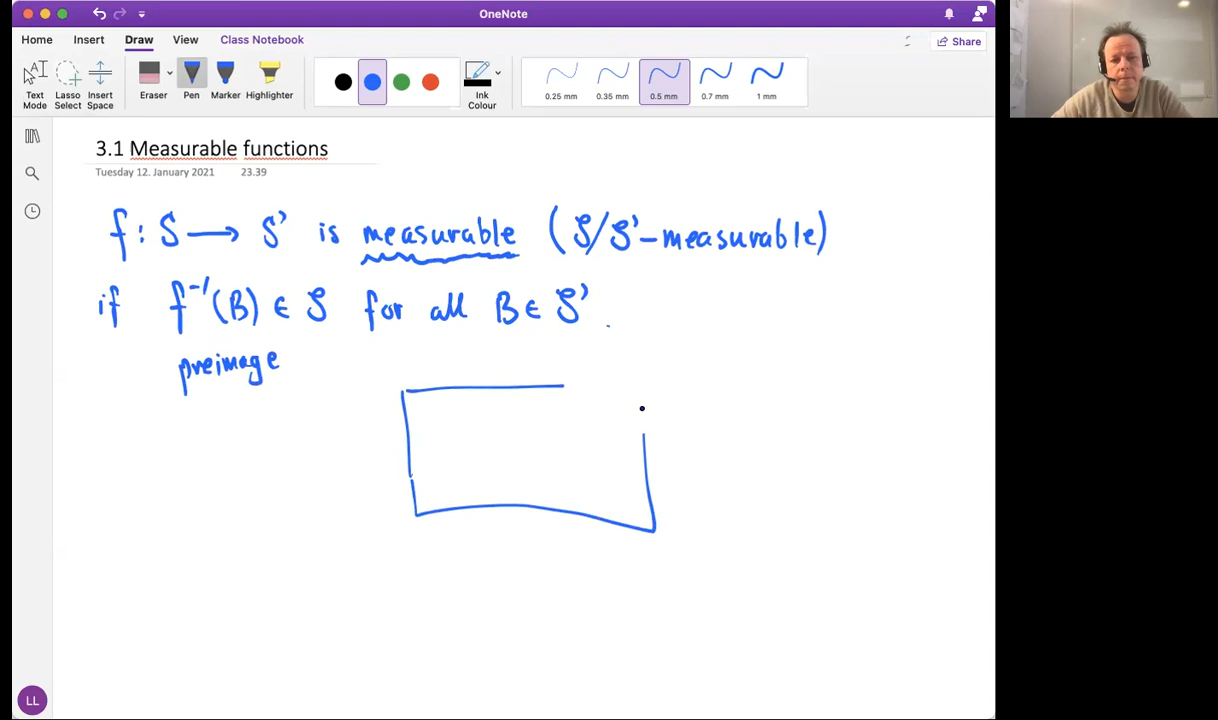 OneNote
Home Insert Draw View Class Notebook Share
Text Mode Lasso Select Insert Space Eraser Pen Marker Highlighter Ink Colour 0.25 mm 0.35 mm 0.5 mm 0.7 mm 1 mm
3.1 Measurable functions
Tuesday 12. January 2021 23.39
f: S → S' is measurable (𝒮/𝒮'-measurable)
if f⁻¹(B) ∈ 𝒮 for all B ∈ 𝒮'.
preimage
LL